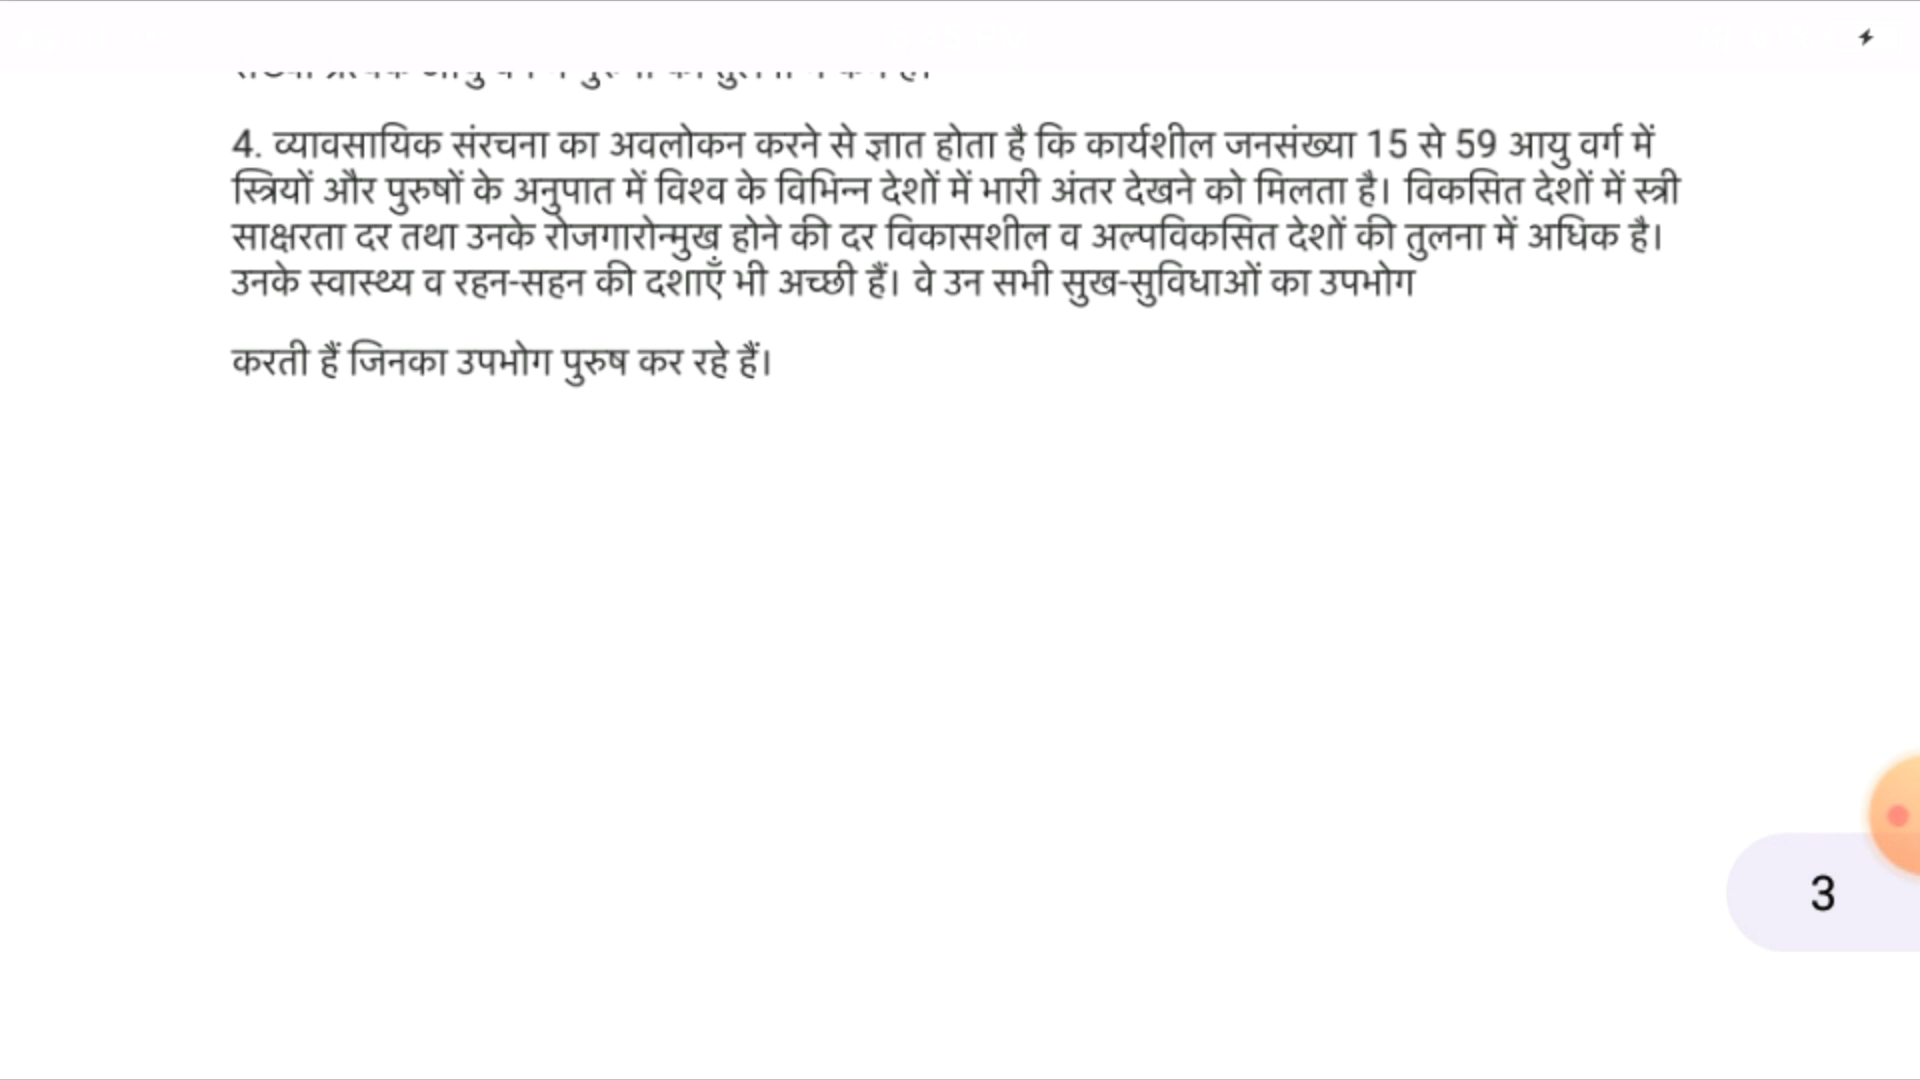 4. व्यावसायिक संरचना का अवलोकन करने से ज्ञात होता है कि कार्यशील जनसंख्या 15 से 59 आयु वर्ग में
स्त्रियों और पुरुषों के अनुपात में विश्व के विभिन्न देशों में भारी अंतर देखने को मिलता है। विकसित देशों में स्त्री
साक्षरता दर तथा उनके रोजगारोन्मुख होने की दर विकासशील व अल्पविकसित देशों की तुलना में अधिक है।
उनके स्वास्थ्य व रहन-सहन की दशाएँ भी अच्छी हैं। वे उन सभी सुख-सुविधाओं का उपभोग
करती हैं जिनका उपभोग पुरुष कर रहे हैं।
3